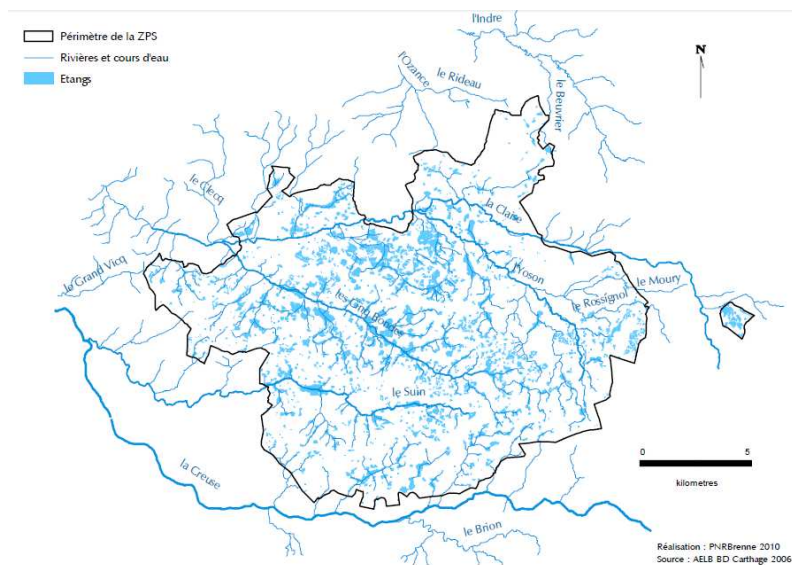 Périmètre de la ZPS
Rivières et cours d'eau
Etangs
l'Indre
N
l'Ozance
le Rideau
le Beuvrier
le Clecq
la Claise
l'Yoson
le Grand Vicq
le Moury
le Rossignol
les Cinq Bondes
le Suin
la Creuse
le Brion
0 5
kilometres
Réalisation : PNRBrenne 2010
Source : AELB BD Carthage 2006